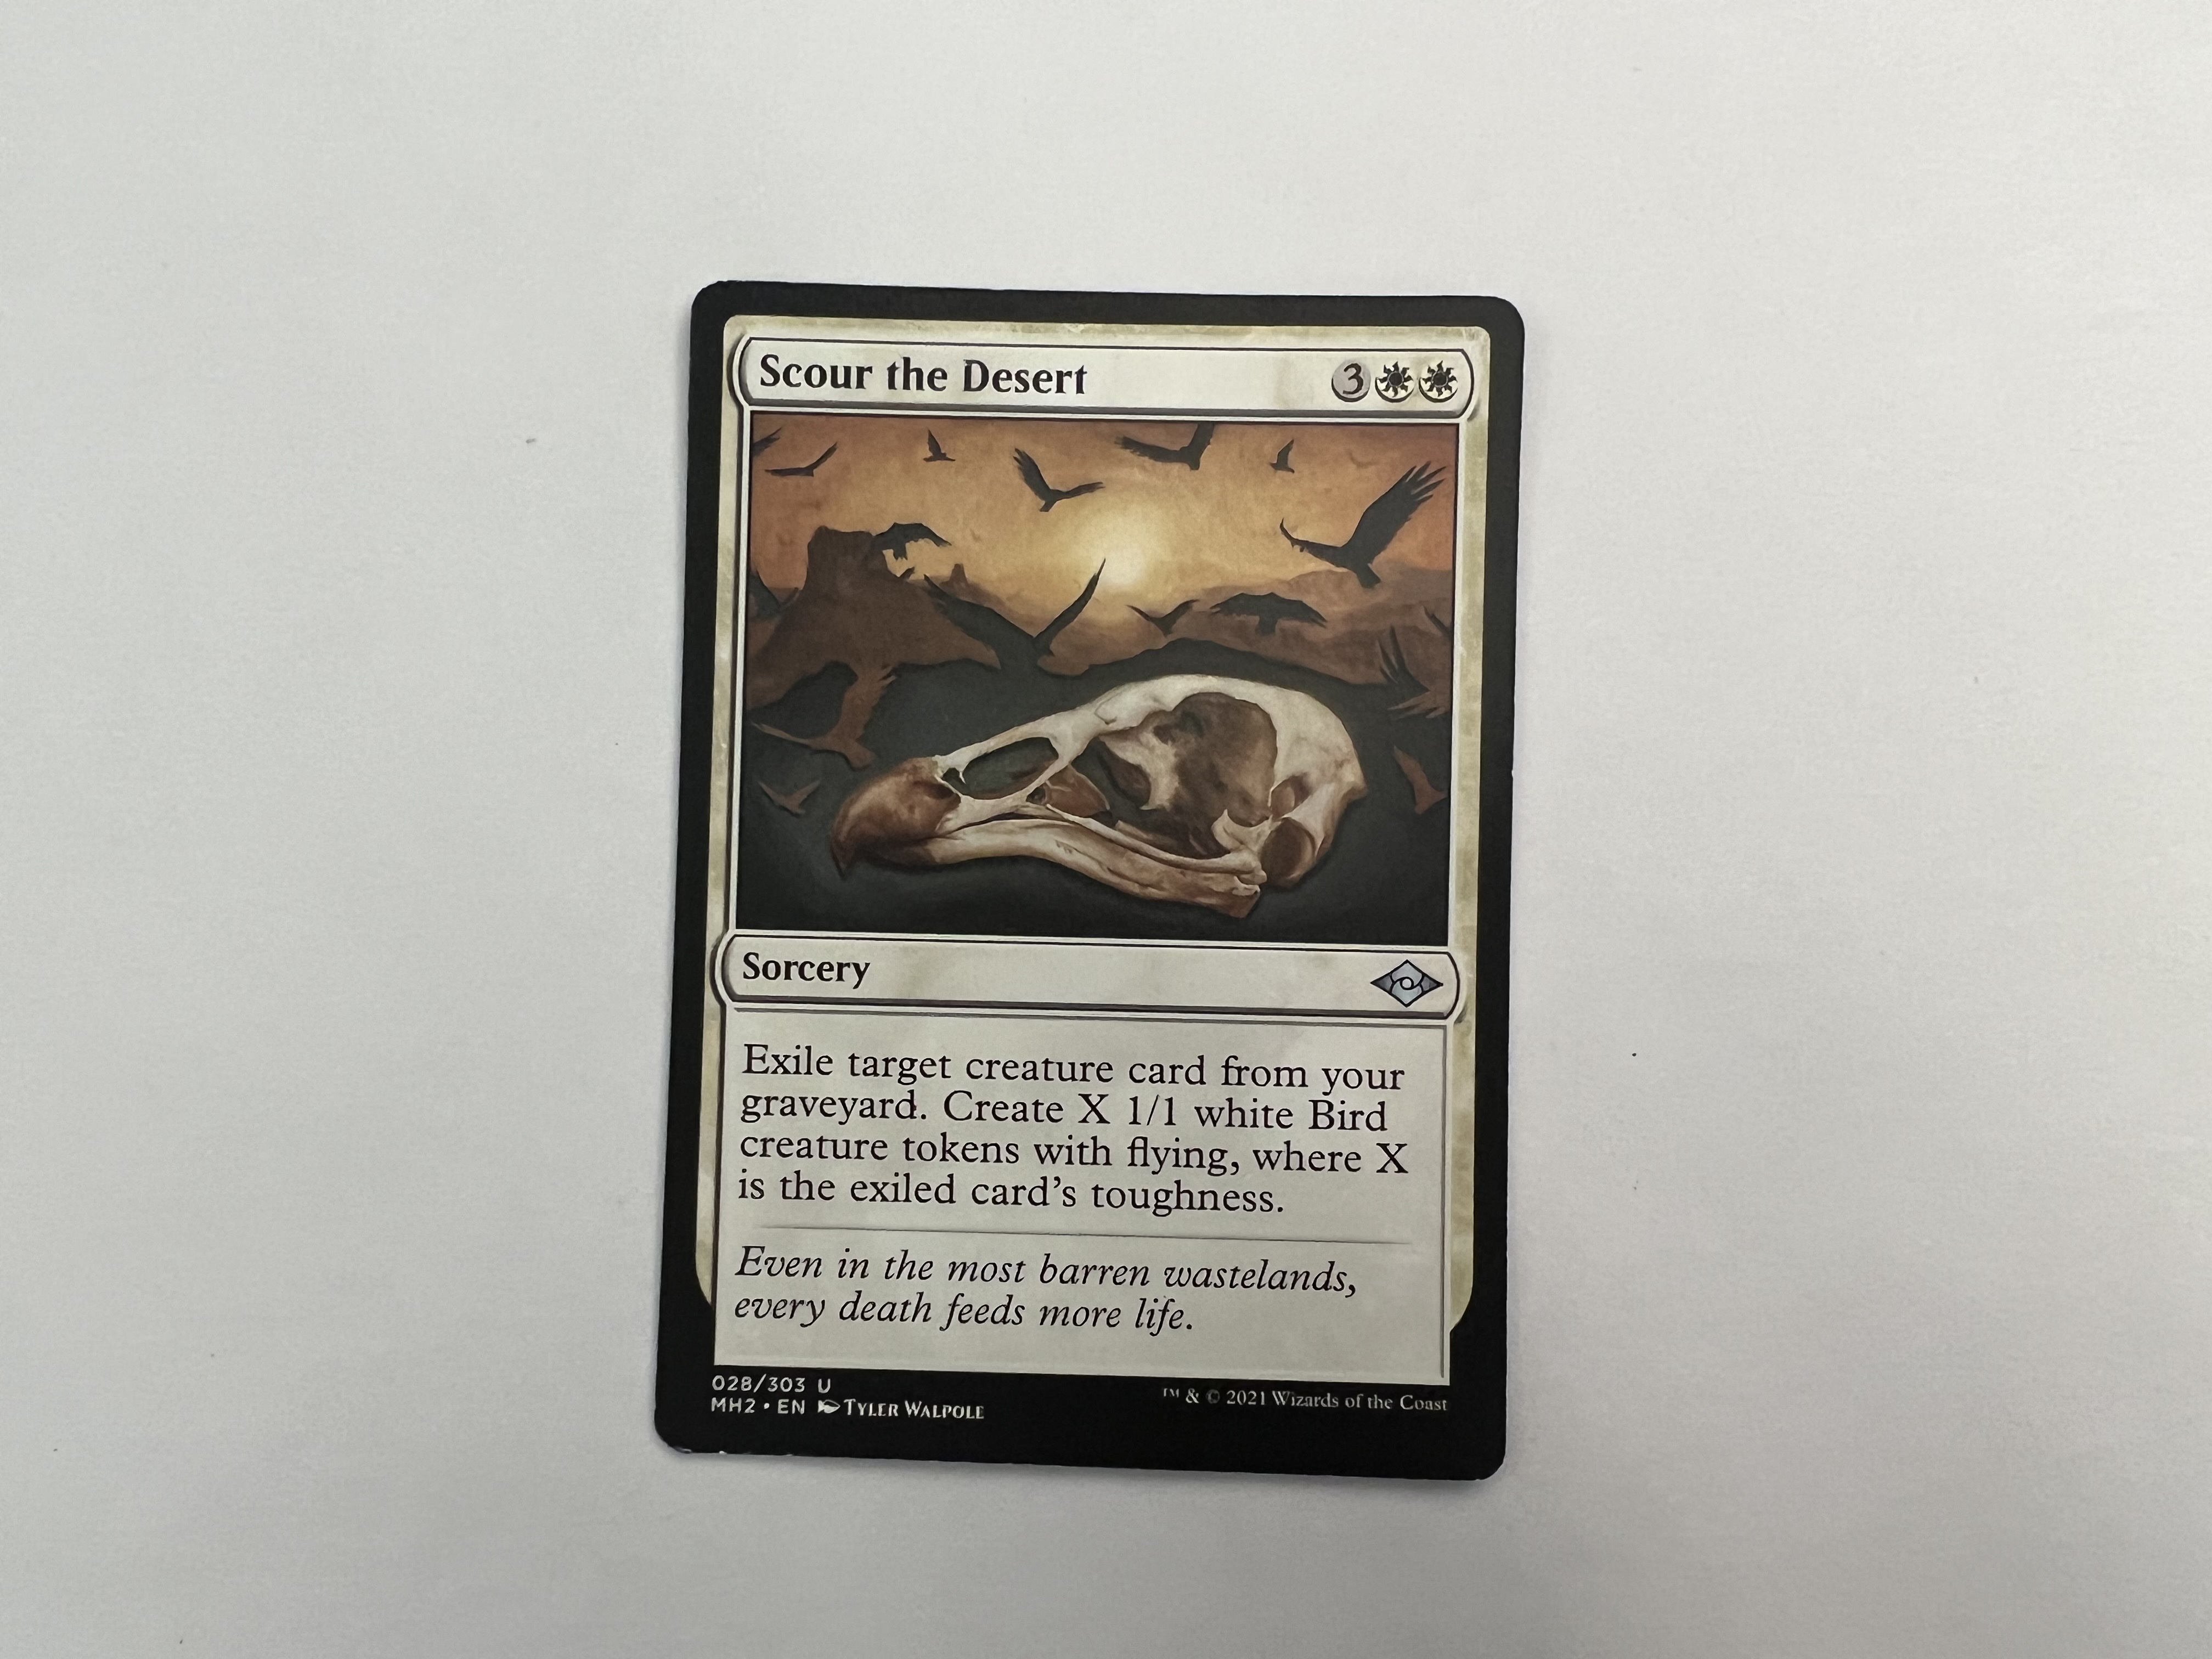 Scour the Desert 3
Sorcery
Exile target creature card from your
graveyard. Create X 1/1 white Bird
creature tokens with flying, where X
is the exiled card's toughness.
Even in the most barren wastelands,
every death feeds more life.
028/303 U
MH2 • EN TYLER WALPOLE
™ & © 2021 Wizards of the Coast